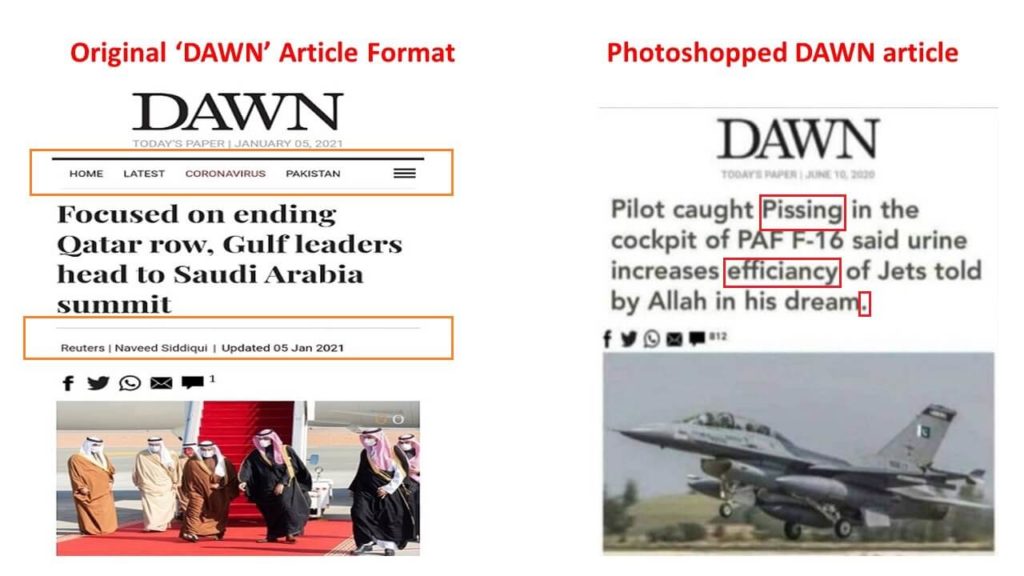 Original ‘DAWN’ Article Format
DAWN
TODAY'S PAPER | JANUARY 05, 2021
HOME LATEST CORONAVIRUS PAKISTAN
Focused on ending
Qatar row, Gulf leaders
head to Saudi Arabia
summit
Reuters | Naveed Siddiqui | Updated 05 Jan 2021
1
Photoshopped DAWN article
DAWN
TODAY'S PAPER | JUNE 10, 2020
Pilot caught Pissing in the
cockpit of PAF F-16 said urine
increases efficiancy of Jets told
by Allah in his dream.
812